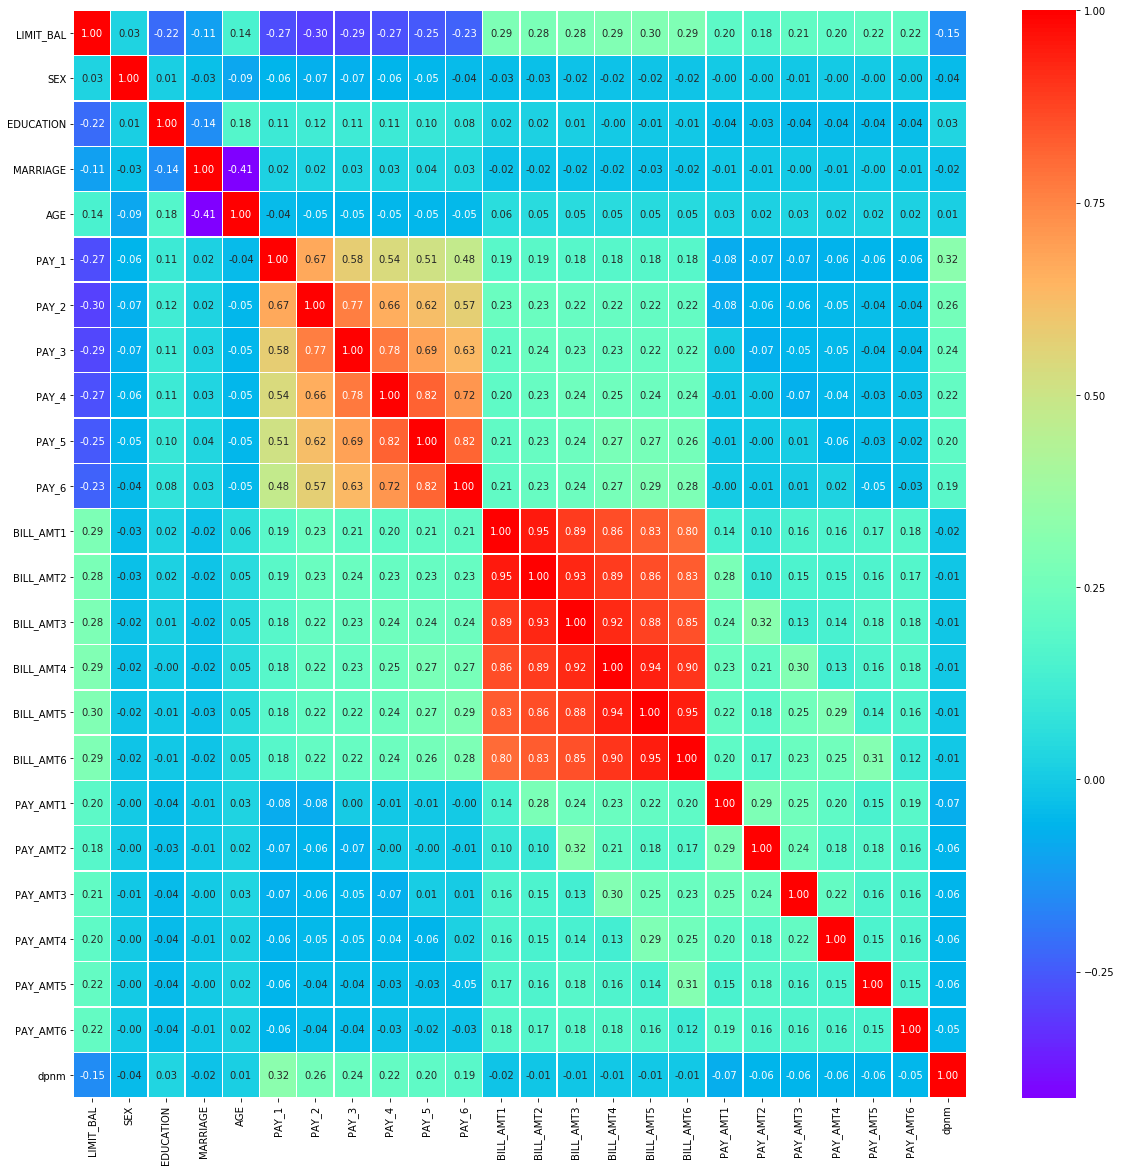 LIMIT_BAL 1.00 0.03 -0.22 -0.11 0.14 -0.27 -0.30 -0.29 -0.27 -0.25 -0.23 0.29 0.28 0.28 0.29 0.30 0.29 0.20 0.18 0.21 0.20 0.22 0.22 -0.15 1.00
SEX 0.03 1.00 0.01 -0.03 -0.09 -0.06 -0.07 -0.07 -0.06 -0.05 -0.04 -0.03 -0.03 -0.02 -0.02 -0.02 -0.02 -0.00 -0.00 -0.01 -0.00 -0.00 -0.00 -0.04
EDUCATION -0.22 0.01 1.00 -0.14 0.18 0.11 0.12 0.11 0.11 0.10 0.08 0.02 0.02 0.01 -0.00 -0.01 -0.01 -0.04 -0.03 -0.04 -0.04 -0.04 -0.04 0.03
MARRIAGE -0.11 -0.03 -0.14 1.00 -0.41 0.02 0.02 0.03 0.03 0.04 0.03 -0.02 -0.02 -0.02 -0.02 -0.03 -0.02 -0.01 -0.01 -0.00 -0.01 -0.00 -0.01 -0.02
AGE 0.14 -0.09 0.18 -0.41 1.00 -0.04 -0.05 -0.05 -0.05 -0.05 -0.05 0.06 0.05 0.05 0.05 0.05 0.05 0.03 0.02 0.03 0.02 0.02 0.02 0.01 0.75
PAY_1 -0.27 -0.06 0.11 0.02 -0.04 1.00 0.67 0.58 0.54 0.51 0.48 0.19 0.19 0.18 0.18 0.18 0.18 -0.08 -0.07 -0.07 -0.06 -0.06 -0.06 0.32
PAY_2 -0.30 -0.07 0.12 0.02 -0.05 0.67 1.00 0.77 0.66 0.62 0.57 0.23 0.23 0.22 0.22 0.22 0.22 -0.08 -0.06 -0.06 -0.05 -0.04 -0.04 0.26
PAY_3 -0.29 -0.07 0.11 0.03 -0.05 0.58 0.77 1.00 0.78 0.69 0.63 0.21 0.24 0.23 0.23 0.22 0.22 0.00 -0.07 -0.05 -0.05 -0.04 -0.04 0.24
PAY_4 -0.27 -0.06 0.11 0.03 -0.05 0.54 0.66 0.78 1.00 0.82 0.72 0.20 0.23 0.24 0.25 0.24 0.24 -0.01 -0.00 -0.07 -0.04 -0.03 -0.03 0.22 0.50
PAY_5 -0.25 -0.05 0.10 0.04 -0.05 0.51 0.62 0.69 0.82 1.00 0.82 0.21 0.23 0.24 0.27 0.27 0.26 -0.01 -0.00 0.01 -0.06 -0.03 -0.02 0.20
PAY_6 -0.23 -0.04 0.08 0.03 -0.05 0.48 0.57 0.63 0.72 0.82 1.00 0.21 0.23 0.24 0.27 0.29 0.28 -0.00 -0.01 0.01 0.02 -0.05 -0.03 0.19
BILL_AMT1 0.29 -0.03 0.02 -0.02 0.06 0.19 0.23 0.21 0.20 0.21 0.21 1.00 0.95 0.89 0.86 0.83 0.80 0.14 0.10 0.16 0.16 0.17 0.18 -0.02
BILL_AMT2 0.28 -0.03 0.02 -0.02 0.05 0.19 0.23 0.24 0.23 0.23 0.23 0.95 1.00 0.93 0.89 0.86 0.83 0.28 0.10 0.15 0.15 0.16 0.17 -0.01 0.25
BILL_AMT3 0.28 -0.02 0.01 -0.02 0.05 0.18 0.22 0.23 0.24 0.24 0.24 0.89 0.93 1.00 0.92 0.88 0.85 0.24 0.32 0.13 0.14 0.18 0.18 -0.01
BILL_AMT4 0.29 -0.02 -0.00 -0.02 0.05 0.18 0.22 0.23 0.25 0.27 0.27 0.86 0.89 0.92 1.00 0.94 0.90 0.23 0.21 0.30 0.13 0.16 0.18 -0.01
BILL_AMT5 0.30 -0.02 -0.01 -0.03 0.05 0.18 0.22 0.22 0.24 0.27 0.29 0.83 0.86 0.88 0.94 1.00 0.95 0.22 0.18 0.25 0.29 0.14 0.16 -0.01
BILL_AMT6 0.29 -0.02 -0.01 -0.02 0.05 0.18 0.22 0.22 0.24 0.26 0.28 0.80 0.83 0.85 0.90 0.95 1.00 0.20 0.17 0.23 0.25 0.31 0.12 -0.01 0.00
PAY_AMT1 0.20 -0.00 -0.04 -0.01 0.03 -0.08 -0.08 0.00 -0.01 -0.01 -0.00 0.14 0.28 0.24 0.23 0.22 0.20 1.00 0.29 0.25 0.20 0.15 0.19 -0.07
PAY_AMT2 0.18 -0.00 -0.03 -0.01 0.02 -0.07 -0.06 -0.07 -0.00 -0.00 -0.01 0.10 0.10 0.32 0.21 0.18 0.17 0.29 1.00 0.24 0.18 0.18 0.16 -0.06
PAY_AMT3 0.21 -0.01 -0.04 -0.00 0.03 -0.07 -0.06 -0.05 -0.07 0.01 0.01 0.16 0.15 0.13 0.30 0.25 0.23 0.25 0.24 1.00 0.22 0.16 0.16 -0.06
PAY_AMT4 0.20 -0.00 -0.04 -0.01 0.02 -0.06 -0.05 -0.05 -0.04 -0.06 0.02 0.16 0.15 0.14 0.13 0.29 0.25 0.20 0.18 0.22 1.00 0.15 0.16 -0.06
PAY_AMT5 0.22 -0.00 -0.04 -0.00 0.02 -0.06 -0.04 -0.04 -0.03 -0.03 -0.05 0.17 0.16 0.18 0.16 0.14 0.31 0.15 0.18 0.16 0.15 1.00 0.15 -0.06 −0.25
PAY_AMT6 0.22 -0.00 -0.04 -0.01 0.02 -0.06 -0.04 -0.04 -0.03 -0.02 -0.03 0.18 0.17 0.18 0.18 0.16 0.12 0.19 0.16 0.16 0.16 0.15 1.00 -0.05
dpnm -0.15 -0.04 0.03 -0.02 0.01 0.32 0.26 0.24 0.22 0.20 0.19 -0.02 -0.01 -0.01 -0.01 -0.01 -0.01 -0.07 -0.06 -0.06 -0.06 -0.06 -0.05 1.00
LIMIT_BAL SEX EDUCATION MARRIAGE AGE PAY_1 PAY_2 PAY_3 PAY_4 PAY_5 PAY_6 BILL_AMT1 BILL_AMT2 BILL_AMT3 BILL_AMT4 BILL_AMT5 BILL_AMT6 PAY_AMT1 PAY_AMT2 PAY_AMT3 PAY_AMT4 PAY_AMT5 PAY_AMT6 dpnm